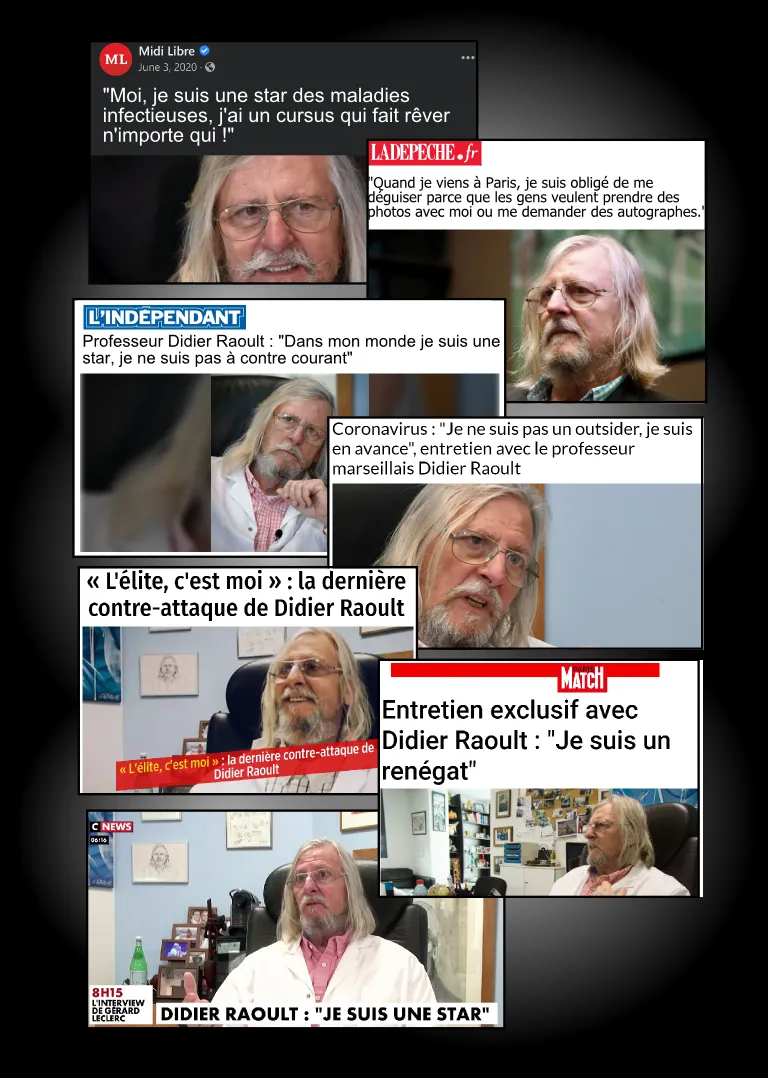 ML
Midi Libre
June 3, 2020 ·
"Moi, je suis une star des maladies
infectieuses, j'ai un cursus qui fait rêver
n'importe qui !"
LADEPECHE.fr
"Quand je viens à Paris, je suis obligé de me
déguiser parce que les gens veulent prendre des
photos avec moi ou me demander des autographes."
L'INDÉPENDANT
Professeur Didier Raoult : "Dans mon monde je suis une
star, je ne suis pas à contre courant"
Coronavirus : "Je ne suis pas un outsider, je suis
en avance", entretien avec le professeur
marseillais Didier Raoult
« L'élite, c'est moi » : la dernière
contre-attaque de Didier Raoult
« L'élite, c'est moi » : la dernière contre-attaque de
Didier Raoult
PARIS
MATCH
Entretien exclusif avec
Didier Raoult : "Je suis un
renégat"
C NEWS
06:16
8H15
L'INTERVIEW
DE GÉRARD
LECLERC
DIDIER RAOULT : "JE SUIS UNE STAR"